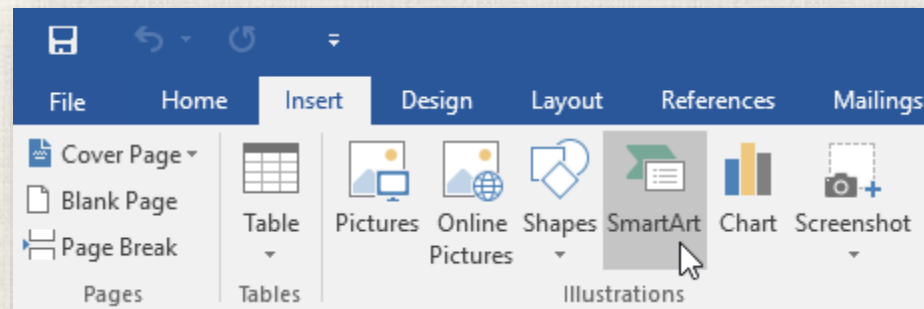 File Home Insert Design Layout References Mailings
Cover Page
Blank Page
Page Break
Table
Pictures
Online
Pictures
Shapes
SmartArt
Chart
Screenshot
Pages Tables Illustrations